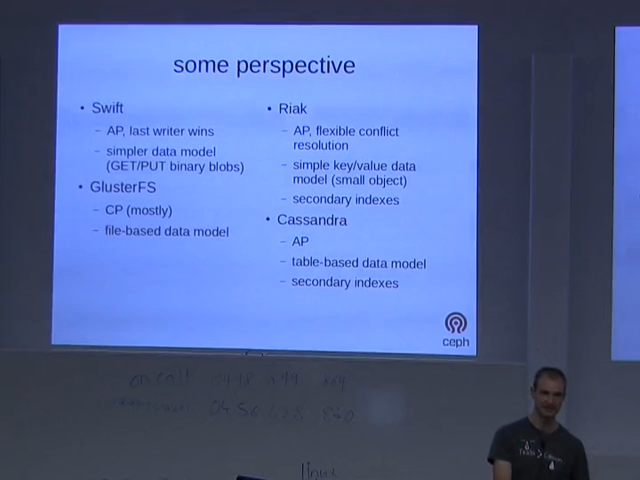 some perspective
• Swift
– AP, last writer wins
– simpler data model
(GET/PUT binary blobs)
• GlusterFS
– CP (mostly)
– file-based data model
• Riak
– AP, flexible conflict
resolution
– simple key/value data
model (small object)
– secondary indexes
• Cassandra
– AP
– table-based data model
– secondary indexes
ceph
on call